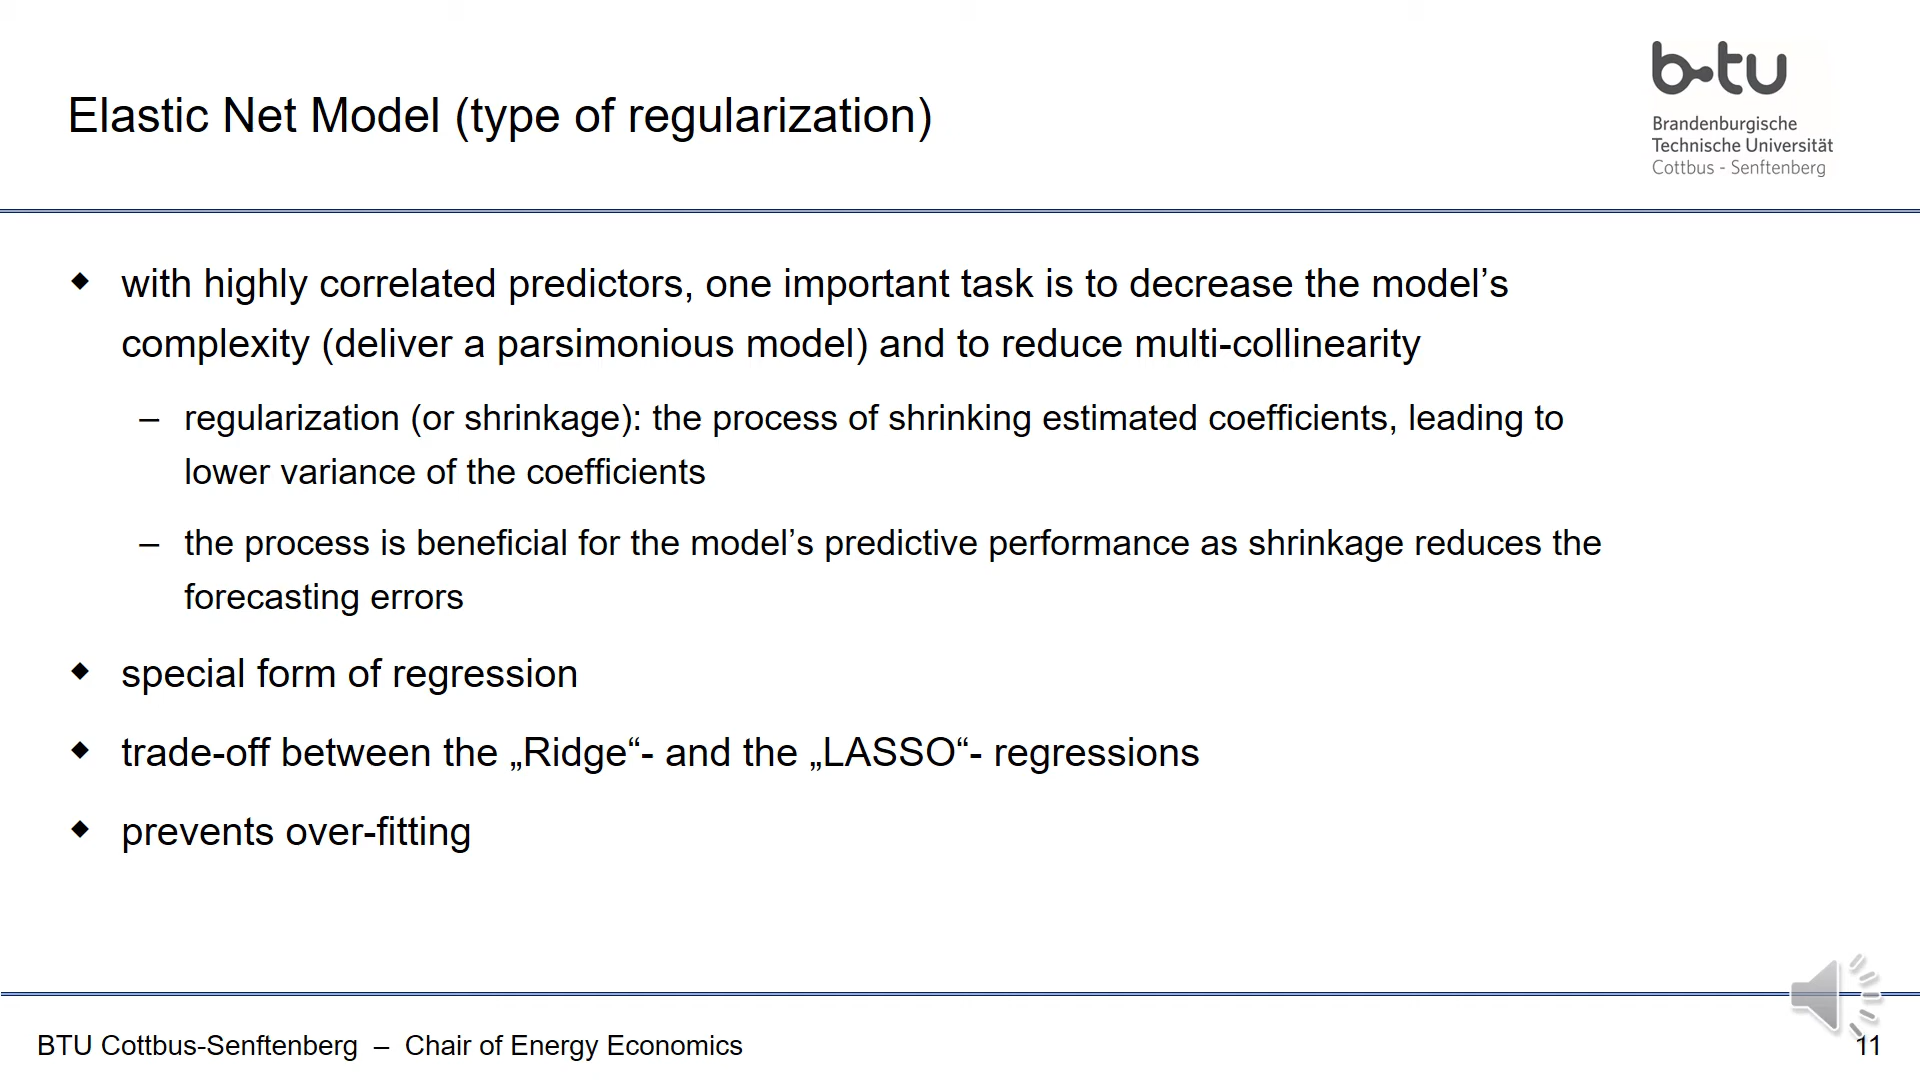 Elastic Net Model (type of regularization)
b-tu
Brandenburgische
Technische Universität
Cottbus - Senftenberg
◆ with highly correlated predictors, one important task is to decrease the model’s
complexity (deliver a parsimonious model) and to reduce multi-collinearity
– regularization (or shrinkage): the process of shrinking estimated coefficients, leading to
lower variance of the coefficients
– the process is beneficial for the model’s predictive performance as shrinkage reduces the
forecasting errors
◆ special form of regression
◆ trade-off between the „Ridge“- and the „LASSO“- regressions
◆ prevents over-fitting
BTU Cottbus-Senftenberg – Chair of Energy Economics
11